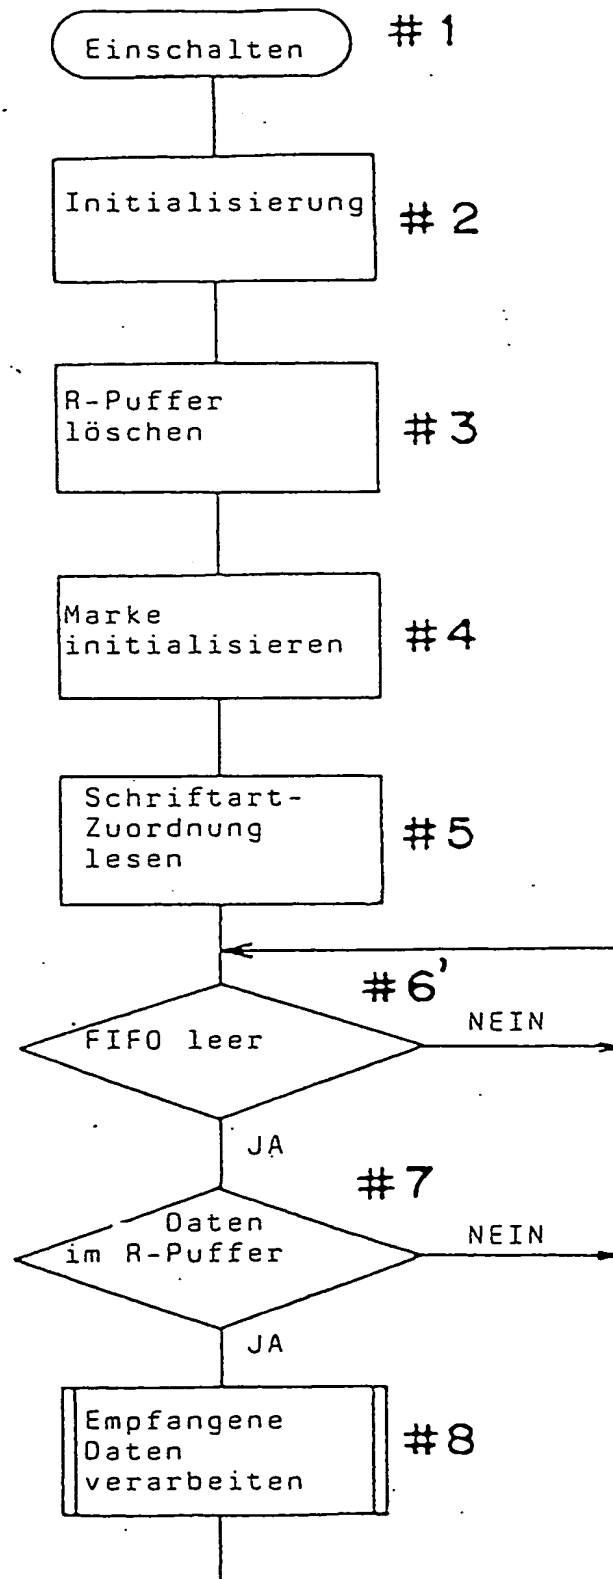 Einschalten #1
Initialisierung #2
R-Puffer
löschen #3
Marke
initialisieren #4
Schriftart-
Zuordnung #5
lesen
#6'
FIFO leer NEIN
JA
#7
Daten
im R-Puffer NEIN
JA
Empfangene
Daten #8
verarbeiten